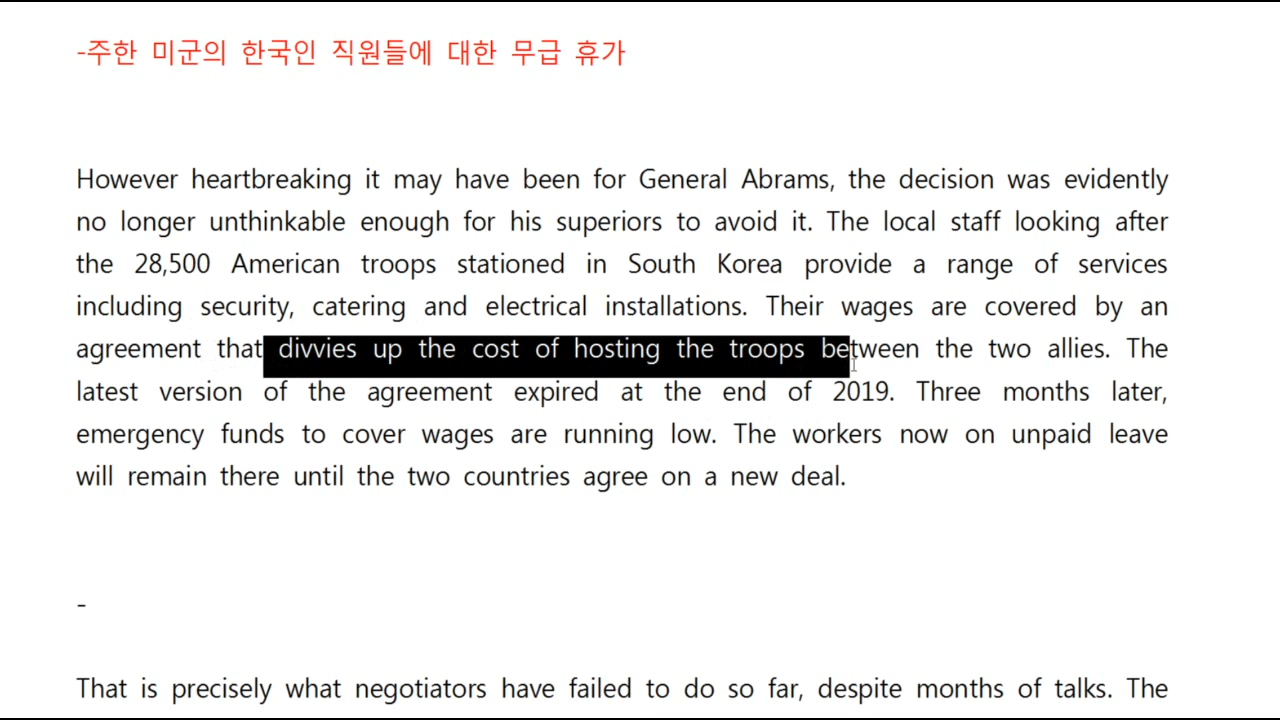 -주한 미군의 한국인 직원들에 대한 무급 휴가
However heartbreaking it may have been for General Abrams, the decision was evidently
no longer unthinkable enough for his superiors to avoid it. The local staff looking after
the 28,500 American troops stationed in South Korea provide a range of services
including security, catering and electrical installations. Their wages are covered by an
agreement that divvies up the cost of hosting the troops between the two allies. The
latest version of the agreement expired at the end of 2019. Three months later,
emergency funds to cover wages are running low. The workers now on unpaid leave
will remain there until the two countries agree on a new deal.
-
That is precisely what negotiators have failed to do so far, despite months of talks. The